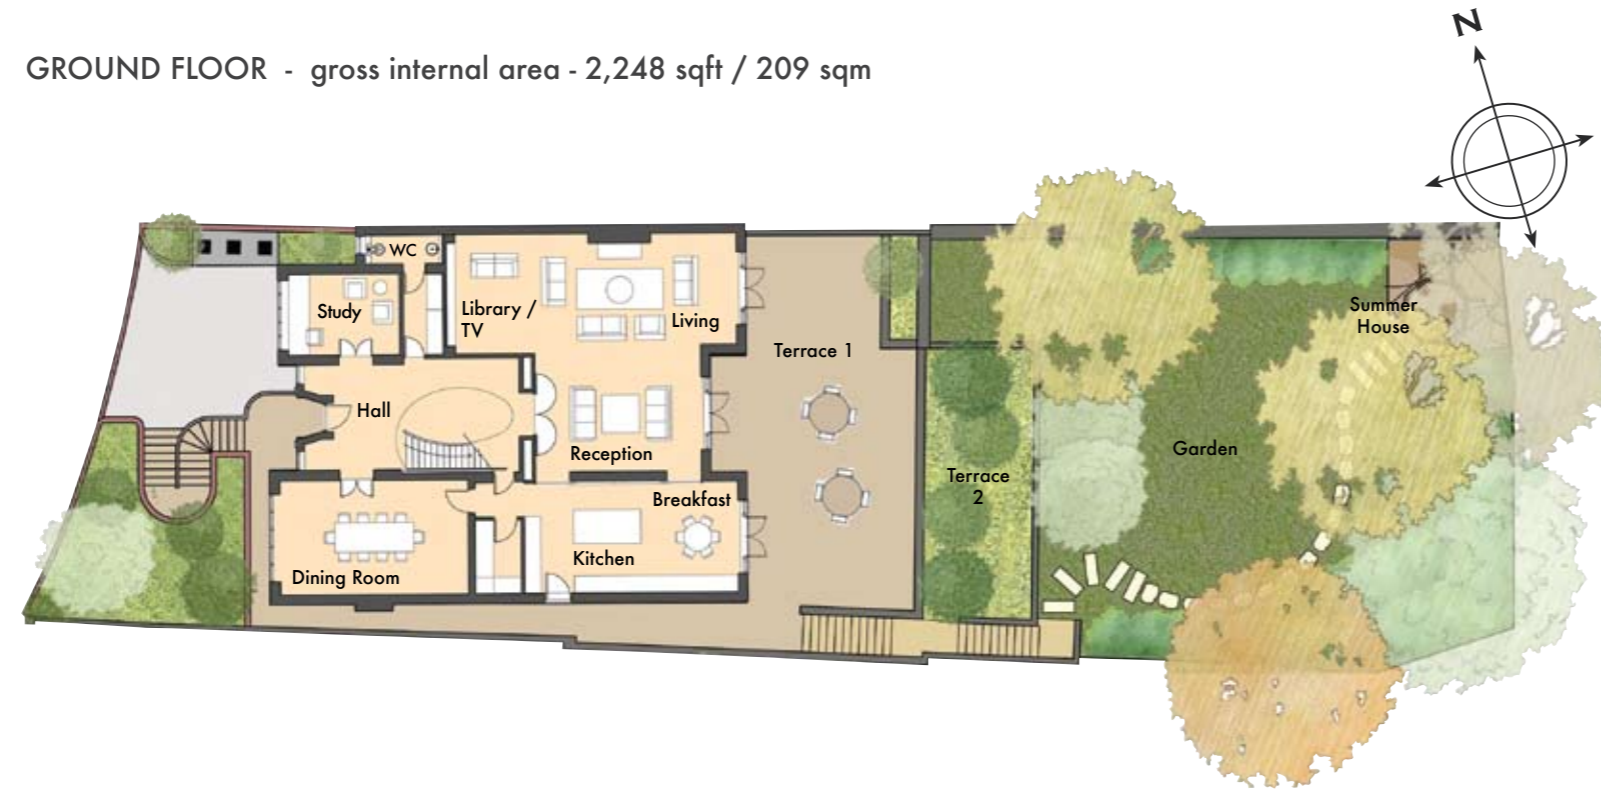 N
GROUND FLOOR - gross internal area - 2,248 sqft / 209 sqm
WC
Study
Library /
TV
Living
Summer
House
Terrace 1
Hall
Reception
Garden
Terrace
2
Breakfast
Kitchen
Dining Room